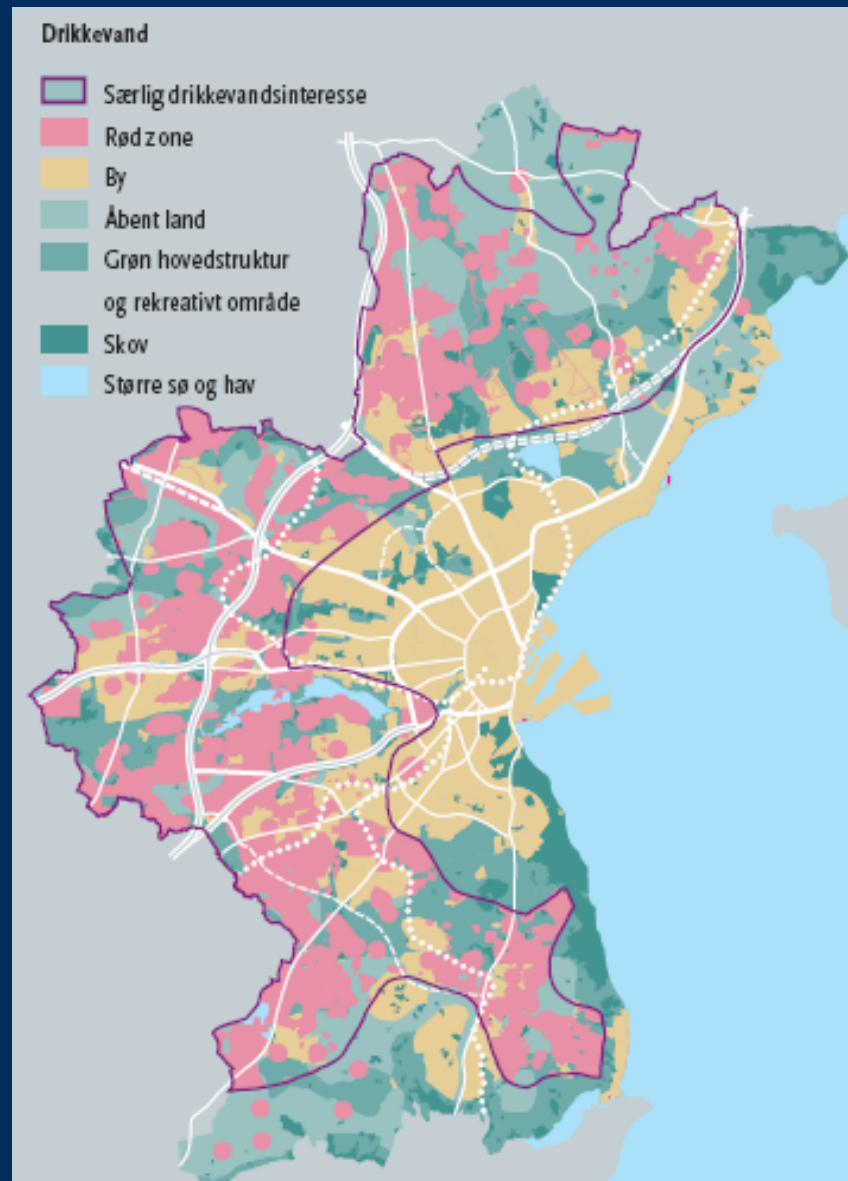 Drikkevand
Særlig drikkevandsinteresse
Rød zone
By
Åbent land
Grøn hovedstruktur
og rekreativt område
Skov
Større sø og hav